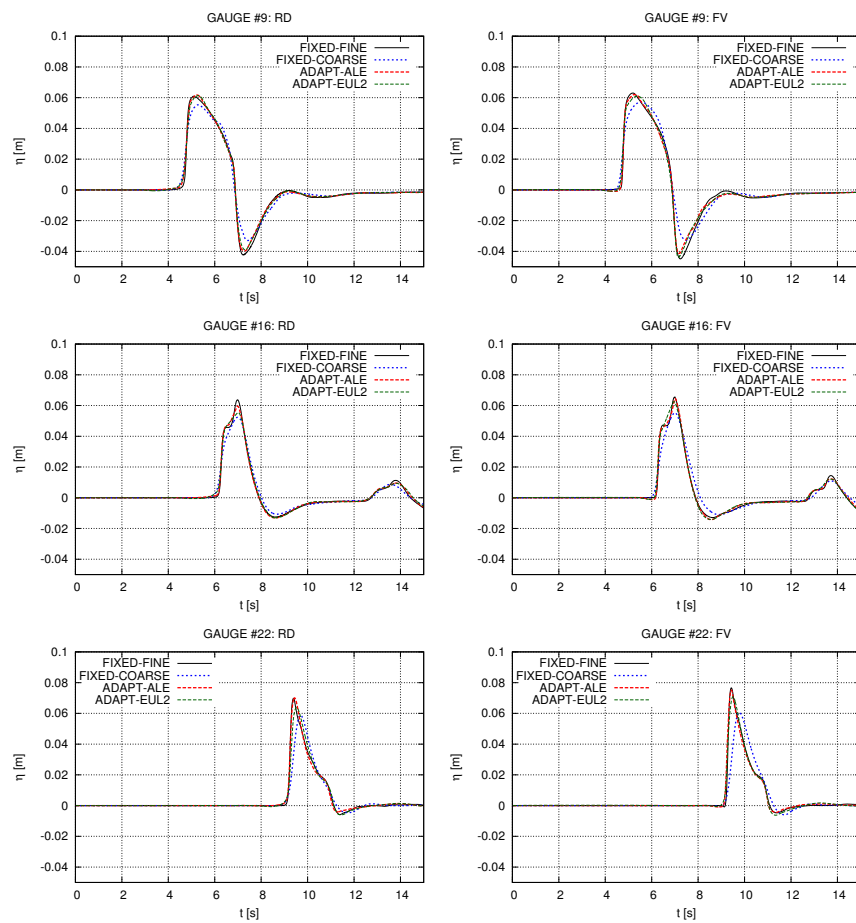 GAUGE #9: RD
0.1
0.08
0.06
0.04
0.02
0
-0.02
-0.04
η [m]
FIXED-FINE
FIXED-COARSE
ADAPT-ALE
ADAPT-EUL2
0 2 4 6 8 10 12 14
t [s]
GAUGE #9: FV
0.1
0.08
0.06
0.04
0.02
0
-0.02
-0.04
η [m]
FIXED-FINE
FIXED-COARSE
ADAPT-ALE
ADAPT-EUL2
0 2 4 6 8 10 12 14
t [s]
GAUGE #16: RD
0.1
0.08
0.06
0.04
0.02
0
-0.02
-0.04
η [m]
FIXED-FINE
FIXED-COARSE
ADAPT-ALE
ADAPT-EUL2
0 2 4 6 8 10 12 14
t [s]
GAUGE #16: FV
0.1
0.08
0.06
0.04
0.02
0
-0.02
-0.04
η [m]
FIXED-FINE
FIXED-COARSE
ADAPT-ALE
ADAPT-EUL2
0 2 4 6 8 10 12 14
t [s]
GAUGE #22: RD
0.1
0.08
0.06
0.04
0.02
0
-0.02
-0.04
η [m]
FIXED-FINE
FIXED-COARSE
ADAPT-ALE
ADAPT-EUL2
0 2 4 6 8 10 12 14
t [s]
GAUGE #22: FV
0.1
0.08
0.06
0.04
0.02
0
-0.02
-0.04
η [m]
FIXED-FINE
FIXED-COARSE
ADAPT-ALE
ADAPT-EUL2
0 2 4 6 8 10 12 14
t [s]